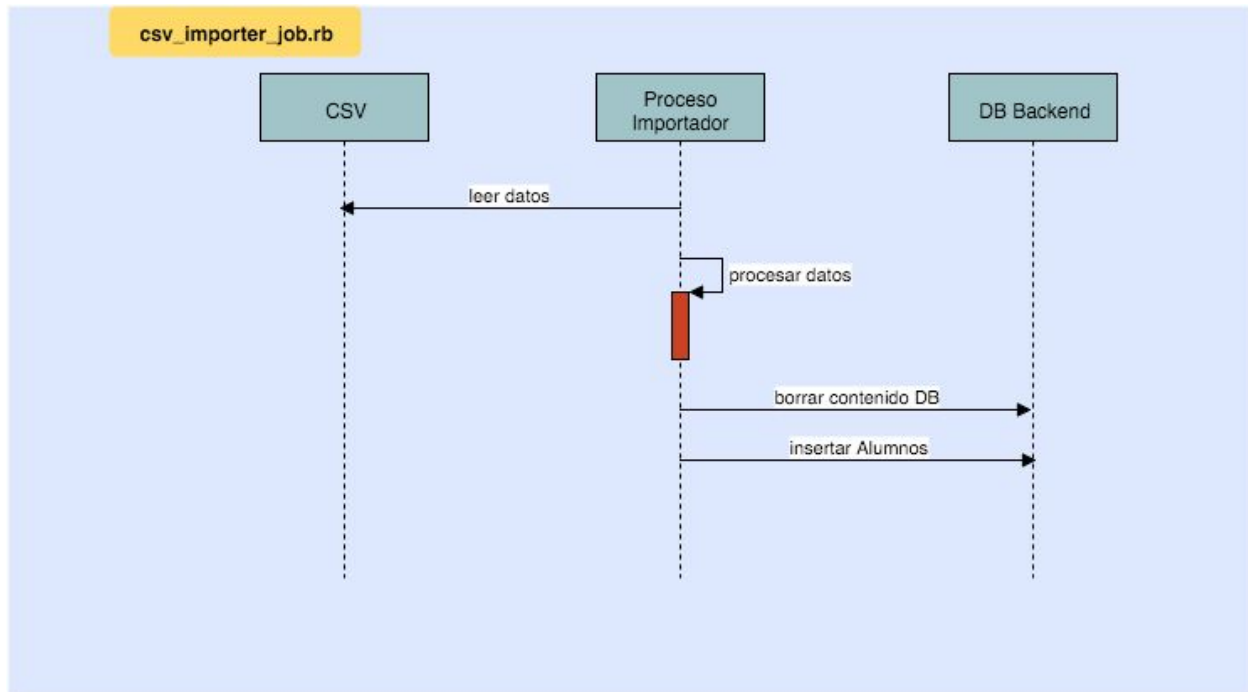 csv_importer_job.rb
CSV
Proceso
Importador
DB Backend
leer datos
procesar datos
borrar contenido DB
insertar Alumnos